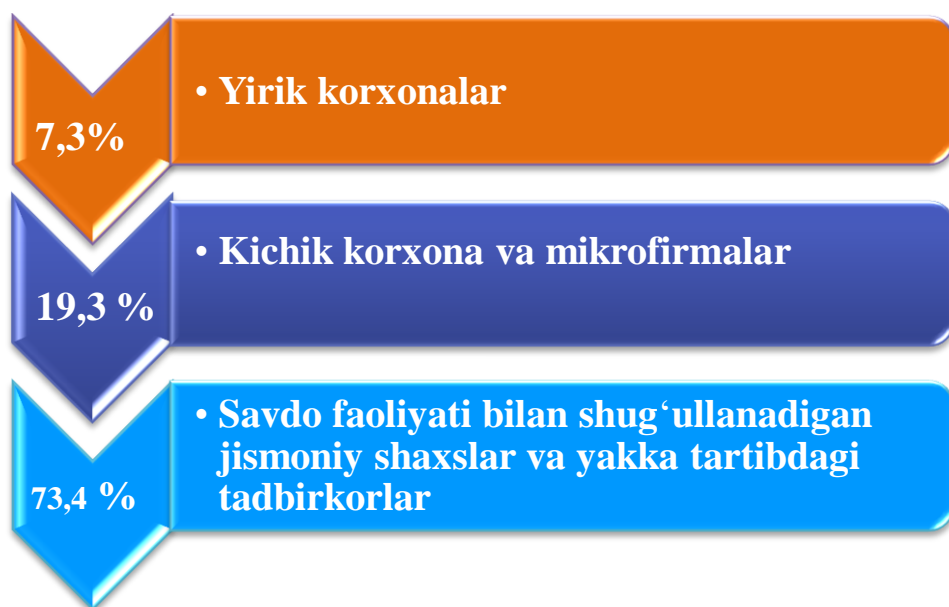 7,3%
• Yirik korxonalar
19,3 %
• Kichik korxona va mikrofirmalar
73,4 %
• Savdo faoliyati bilan shug‘ullanadigan
jismoniy shaxslar va yakka tartibdagi
tadbirkorlar